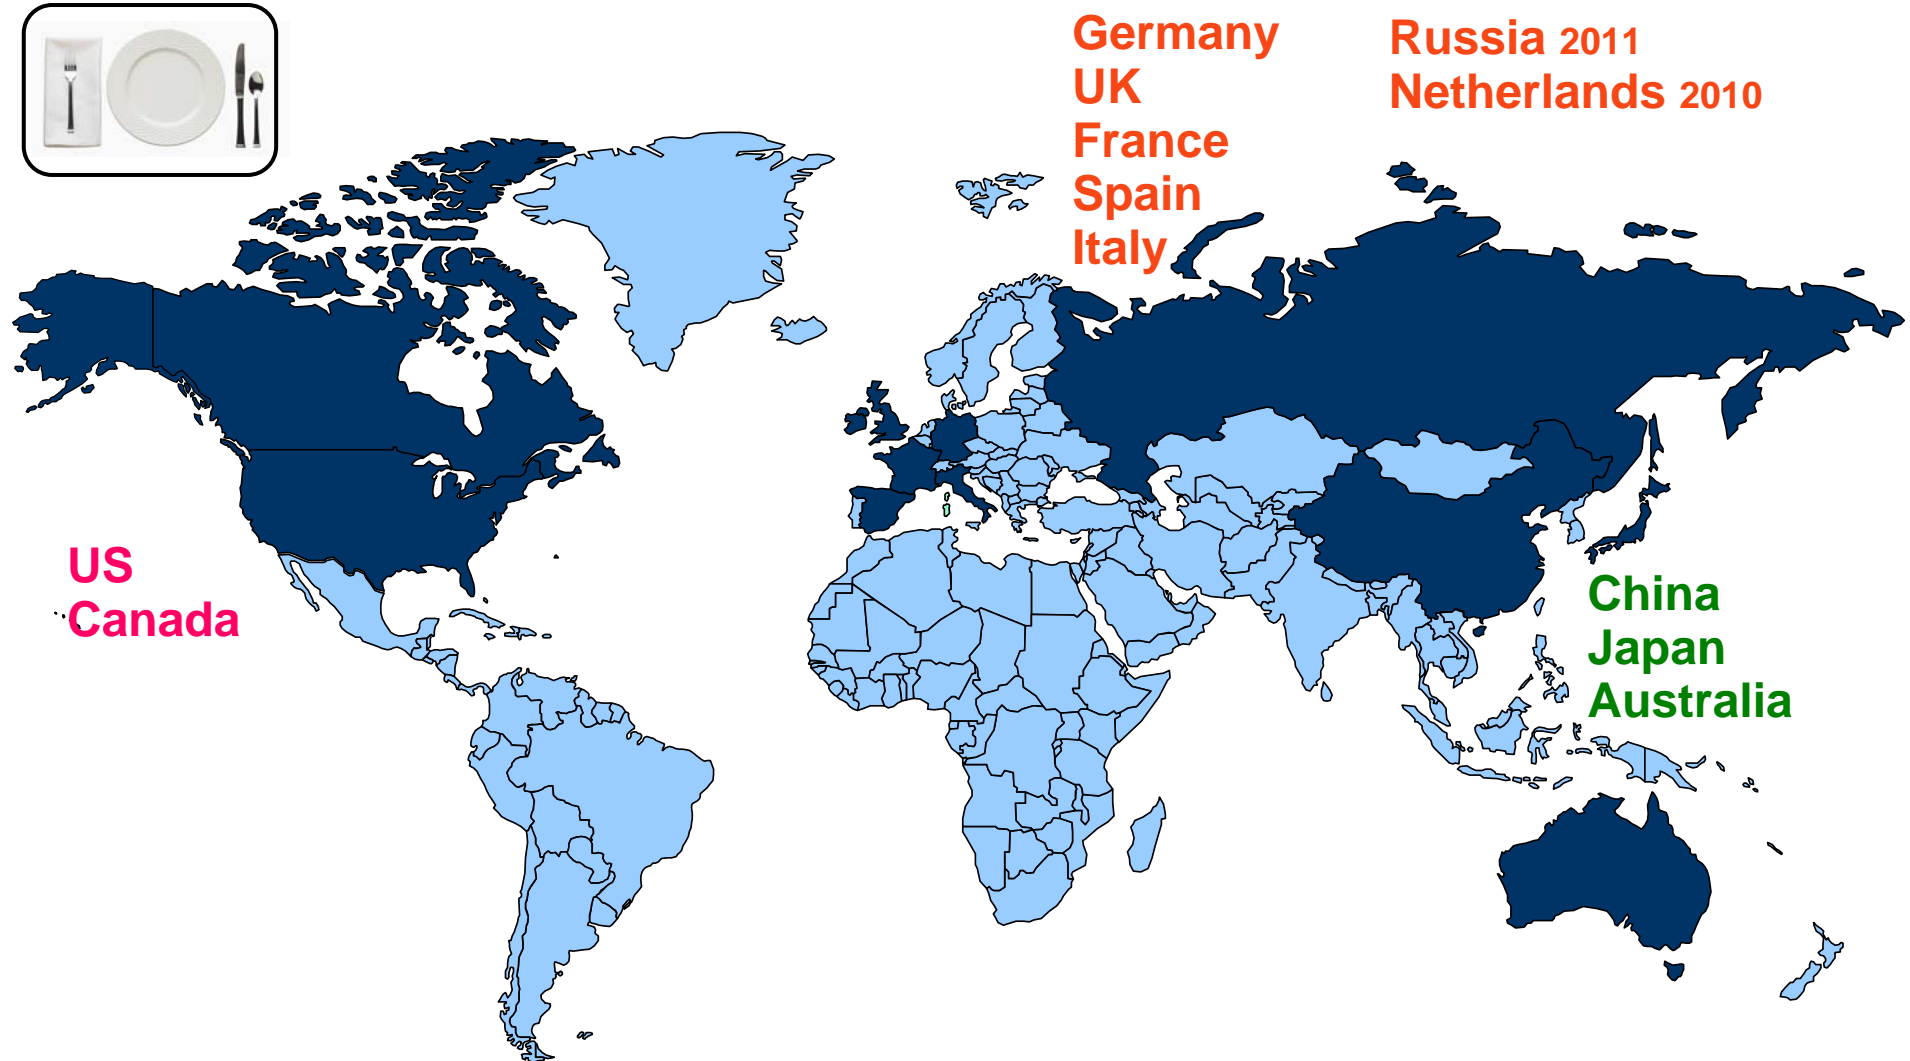 Germany
UK
France
Spain
Italy
Russia 2011
Netherlands 2010
US
Canada
China
Japan
Australia